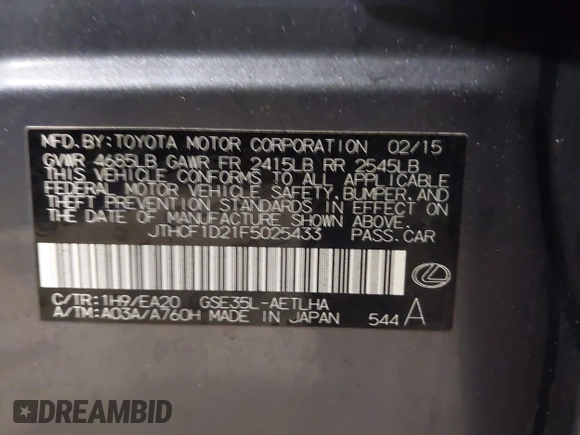 MFD. BY: TOYOTA MOTOR CORPORATION 02/15
GVWR 4685LB GAWR FR 2415LB RR 2545LB
THIS VEHICLE CONFORMS TO ALL APPLICABLE
FEDERAL MOTOR VEHICLE SAFETY, BUMPER, AND
THEFT PREVENTION STANDARDS IN EFFECT ON
THE DATE OF MANUFACTURE SHOWN ABOVE.
JTHCF1D21F5025433 PASS. CAR
C/TR: 1H9/EA20 GSE35L-AETLHA
A/TM: A03A/A760H MADE IN JAPAN 544 A
DREAMBID